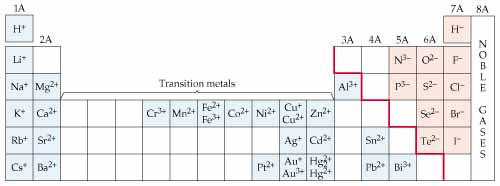 1A 7A 8A
H⁺ 2A 3A 4A 5A 6A H⁻ NOBLE GASES
Li⁺ N³⁻ O²⁻ F⁻
Na⁺ Mg²⁺ Transition metals Al³⁺ P³⁻ S²⁻ Cl⁻
K⁺ Ca²⁺ Cr³⁺ Mn²⁺ Fe²⁺ Fe³⁺ Co²⁺ Ni²⁺ Cu⁺ Cu²⁺ Zn²⁺ Se²⁻ Br⁻
Rb⁺ Sr²⁺ Ag⁺ Cd²⁺ Sn²⁺ Te²⁻ I⁻
Cs⁺ Ba²⁺ Pt²⁺ Au⁺ Au³⁺ Hg₂²⁺ Hg²⁺ Pb²⁺ Bi³⁺